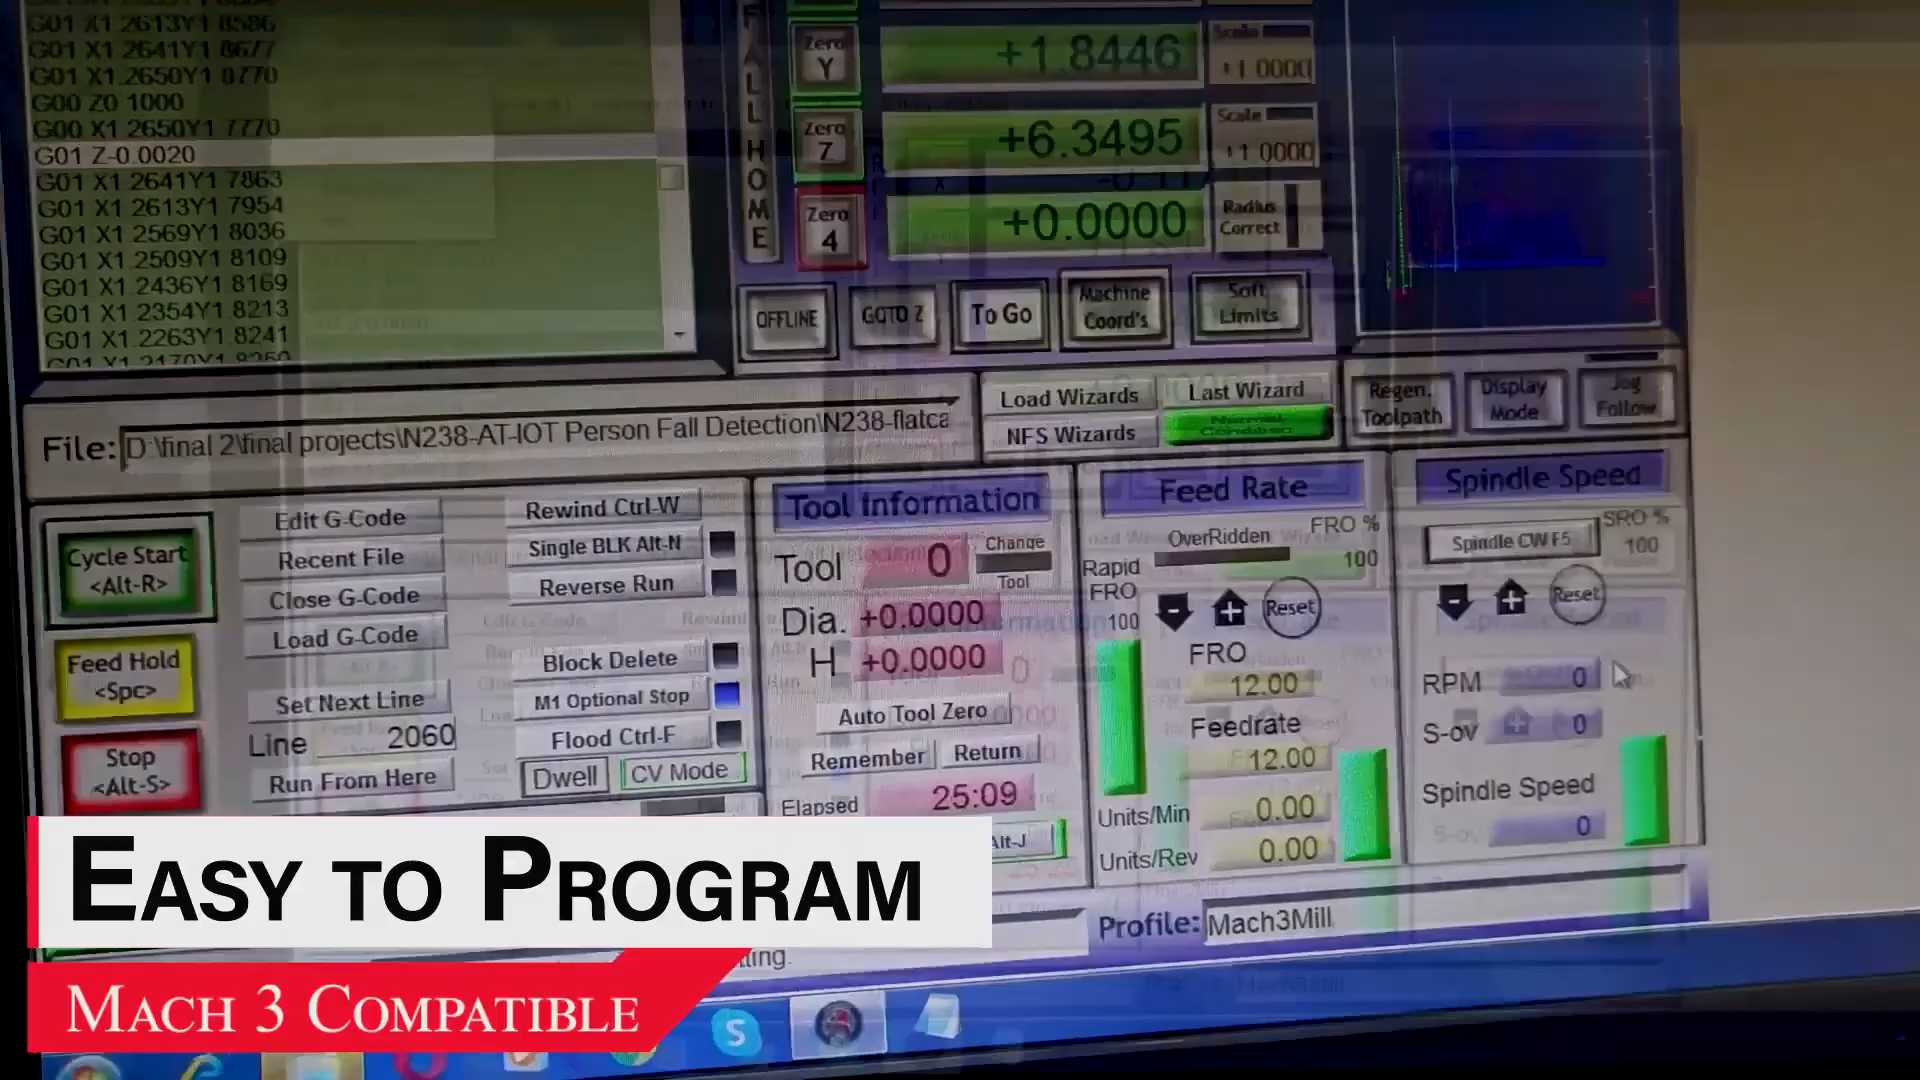 G01 X1.2613Y1 8586
G01 X1.2641Y1 8677
G01 X1.2650Y1 8770
G00 Z0 1000
G00 X1 2650Y1 7770
G01 Z-0.0020
G01 X1 2641Y1 7863
G01 X1 2613Y1 7954
G01 X1 2569Y1 8036
G01 X1 2509Y1 8109
G01 X1.2436Y1 8169
G01 X1 2354Y1 8213
G01 X1.2263Y1.8241
G01 X1.2170Y1 8250
Zero
Y
+1.8446
Scale
+1.0000
Zero
7
+6.3495
Scale
+1.0000
Zero
4
+0.0000
Radius
Correct
HOME
OFFLINE
GOTO Z
To Go
Machine
Coord's
Soft
Limits
File: D:\final 2\final projects\N238-AT-IOT Person Fall Detection\N238-flatca
Load Wizards
Last Wizard
NFS Wizards
Normal
Condition
Regen.
Toolpath
Display
Mode
Jog
Follow
Cycle Start
<Alt-R>
Feed Hold
<Spc>
Stop
<Alt-S>
Edit G-Code
Recent File
Close G-Code
Load G-Code
Set Next Line
Line 2060
Run From Here
Rewind Ctrl-W
Single BLK Alt-N
Reverse Run
Block Delete
M1 Optional Stop
Flood Ctrl-F
Dwell
CV Mode
Tool Information
Tool 0
Change
Tool
Dia. +0.0000
H +0.0000
Auto Tool Zero
Remember
Return
Elapsed 25:09
Alt-J
Feed Rate
OverRidden
FRO %
100
Rapid
FRO
100
Reset
FRO
12.00
Feedrate
12.00
Units/Min 0.00
Units/Rev 0.00
Spindle Speed
Spindle CW F5
SRO %
100
Reset
RPM 0
S-ov 0
Spindle Speed
0
Profile: Mach3Mill
EASY TO PROGRAM
MACH 3 COMPATIBLE